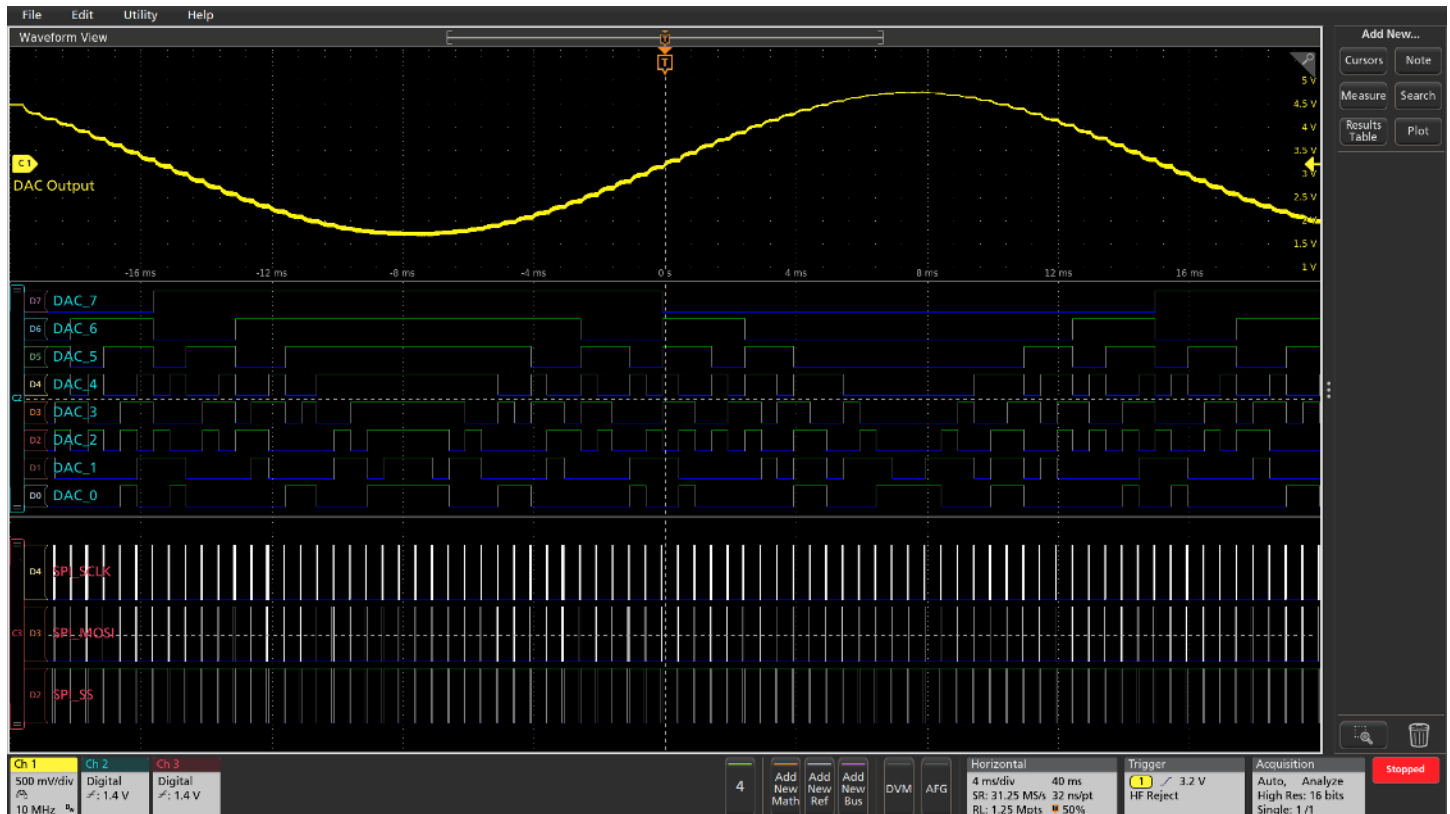 File Edit Utility Help
Waveform View
Add New...
Cursors Note
Measure Search
Results Table Plot
T
5 V
4.5 V
4 V
3.5 V
3 V
2.5 V
2 V
1.5 V
1 V
C1
DAC Output
-16 ms -12 ms -8 ms -4 ms 0 s 4 ms 8 ms 12 ms 16 ms
D7 DAC_7
D6 DAC_6
D5 DAC_5
D4 DAC_4
C2
D3 DAC_3
D2 DAC_2
D1 DAC_1
D0 DAC_0
D4 SPI_SCLK
C3 D3 SPI_MOSI
D2 SPI_SS
Ch 1
500 mV/div
10 MHz
Ch 2
Digital
: 1.4 V
Ch 3
Digital
: 1.4 V
4
Add New Math
Add New Ref
Add New Bus
DVM
AFG
Horizontal
4 ms/div 40 ms
SR: 31.25 MS/s 32 ns/pt
RL: 1.25 Mpts 50%
Trigger
1 3.2 V
HF Reject
Acquisition
Auto, Analyze
High Res: 16 bits
Single: 1 /1
Stopped